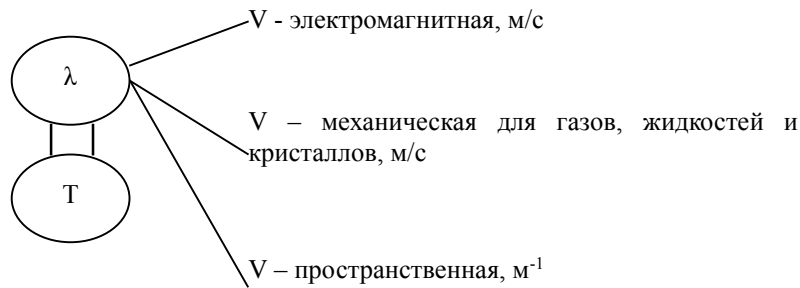 V - электромагнитная, м/с
λ
V – механическая для газов, жидкостей и
кристаллов, м/с
T
V – пространственная, м⁻¹